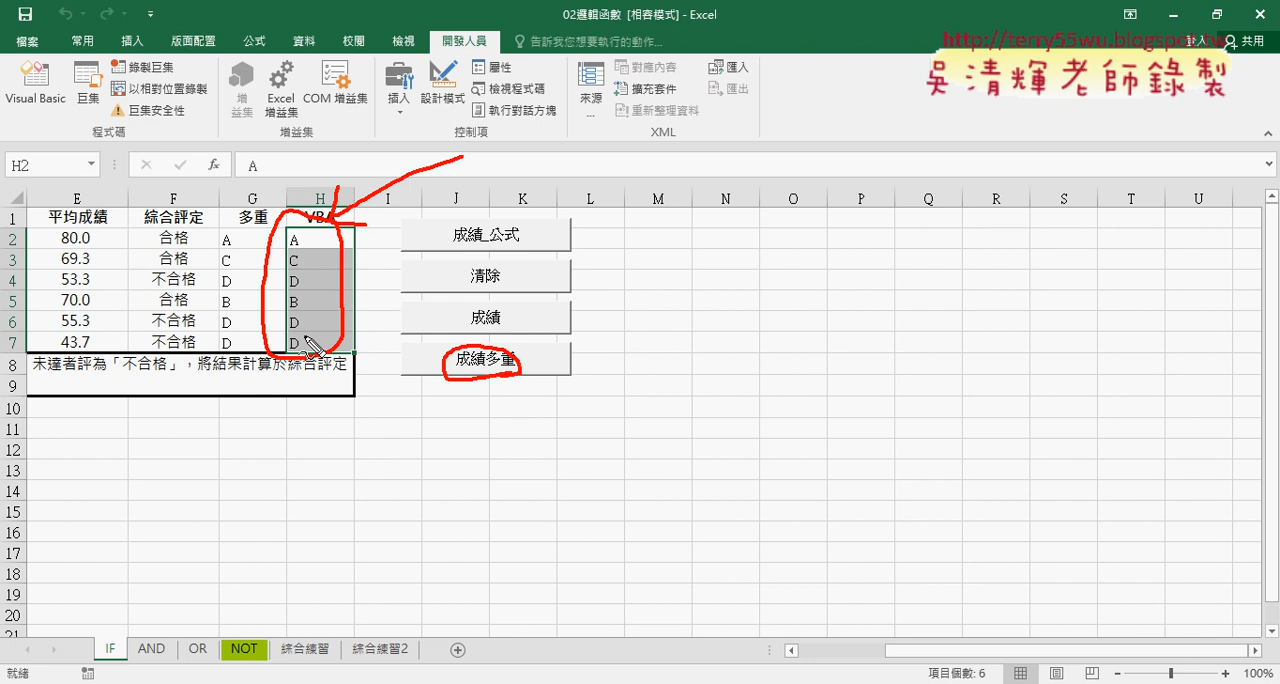 02邏輯函數 [相容模式] - Excel
檔案 常用 插入 版面配置 公式 資料 校閱 檢視 開發人員 告訴我您想要執行的動作... 登入 共用
http://terry55wu.blogspot.tw
吳清輝老師錄製
Visual Basic 巨集 錄製巨集 以相對位置錄製 巨集安全性
增益集 Excel 增益集 COM 增益集
插入 設計模式 屬性 檢視程式碼 執行對話方塊
來源... 對應內容 擴充套件 重新整理資料 匯入 匯出
程式碼 增益集 控制項 XML
H2 fx A
E F G H I J K L M N O P Q R S T U
1 平均成績 綜合評定 多重 VBA
2 80.0 合格 A A
3 69.3 合格 C C
4 53.3 不合格 D D
5 70.0 合格 B B
6 55.3 不合格 D D
7 43.7 不合格 D D
8 未達者評為「不合格」，將結果計算於綜合評定
9
10
11
12
13
14
15
16
17
18
19
20
21
成績_公式
清除
成績
成績多重
IF AND OR NOT 綜合練習 綜合練習2
就緒 項目個數: 6 100%